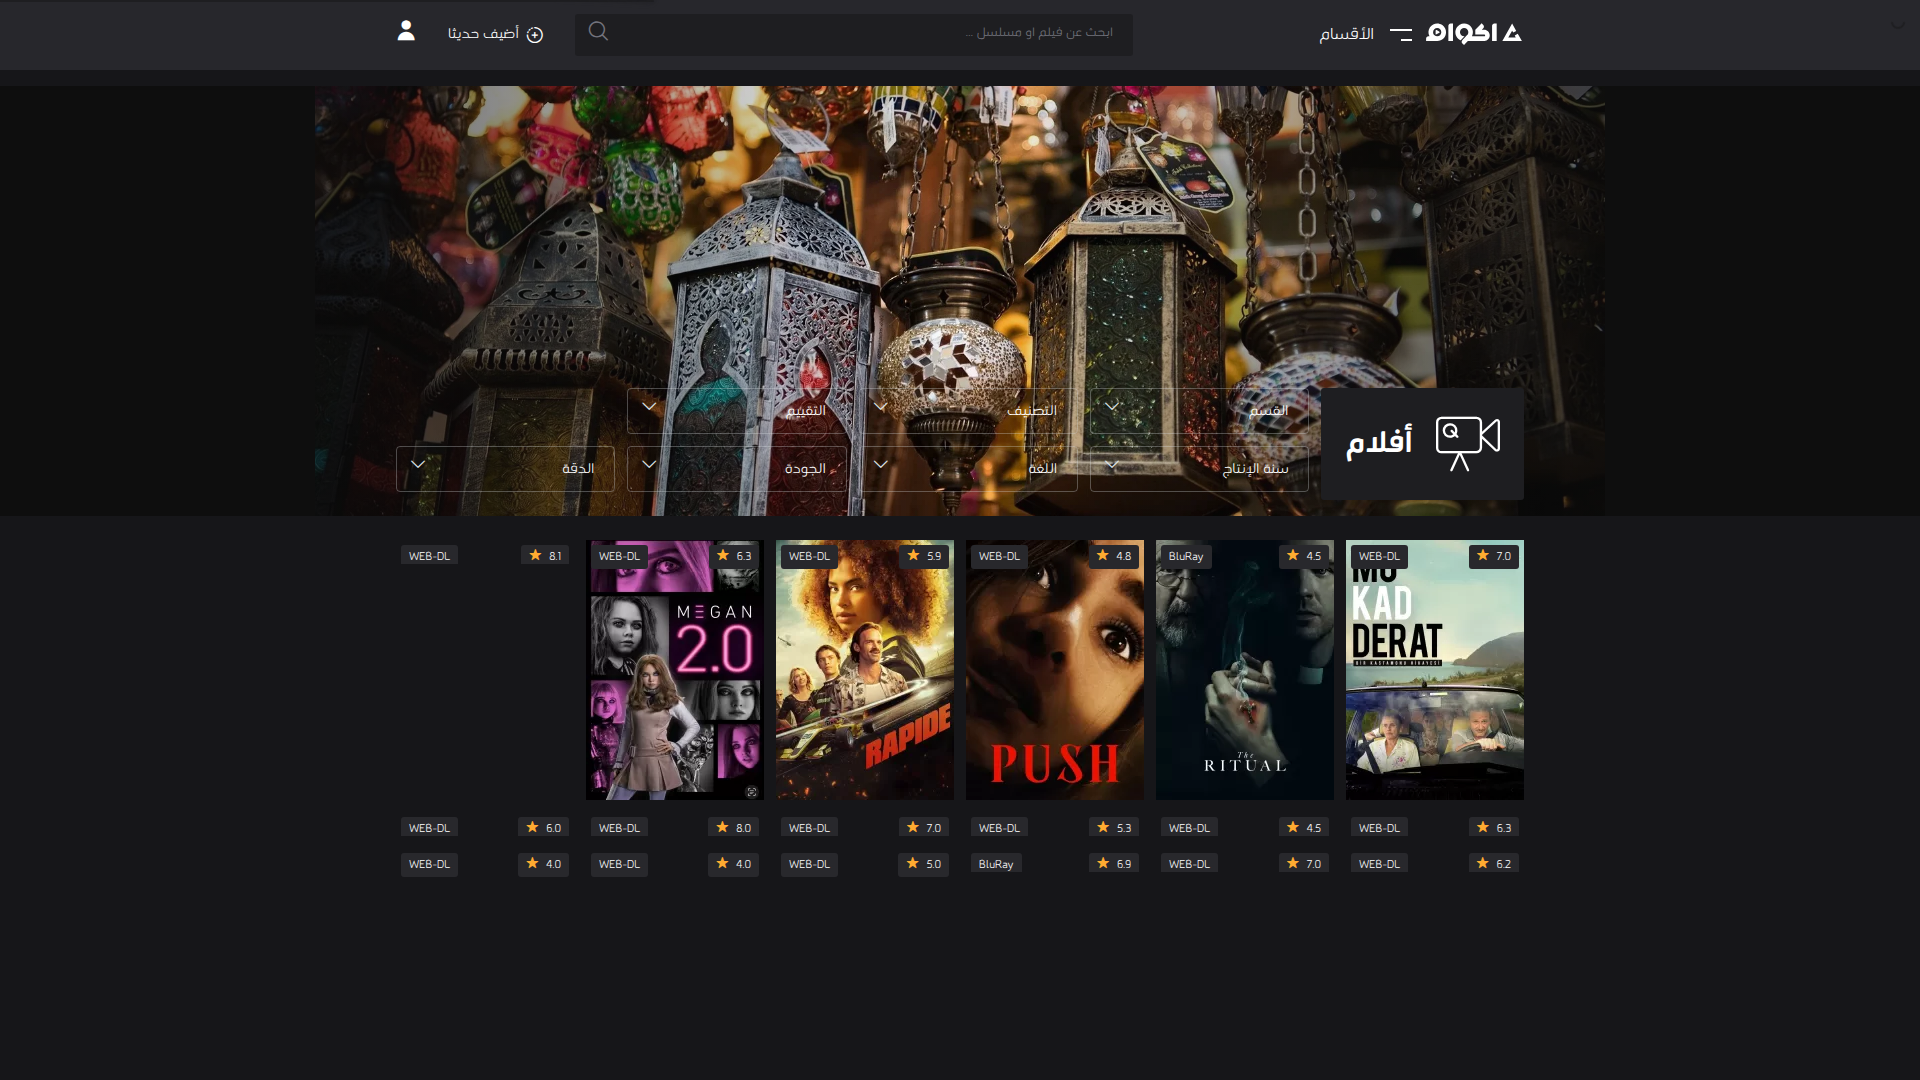 اكوام
الأقسام
ابحث عن فيلم او مسلسل ...
أضيف حديثا
أفلام
القسم
التصنيف
التقييم
سنة الإنتاج
اللغة
الجودة
الدقة
WEB-DL 7.0
MU
KAD
DERAT
BİR KASTAMONU HİKAYESİ
BluRay 4.5
The
RITUAL
WEB-DL 4.8
PUSH
WEB-DL 5.9
RAPIDE
WEB-DL 6.3
M3GAN
2.0
WEB-DL 8.1
WEB-DL 6.3
WEB-DL 4.5
WEB-DL 5.3
WEB-DL 7.0
WEB-DL 8.0
WEB-DL 6.0
WEB-DL 6.2
WEB-DL 7.0
BluRay 6.9
WEB-DL 5.0
WEB-DL 4.0
WEB-DL 4.0